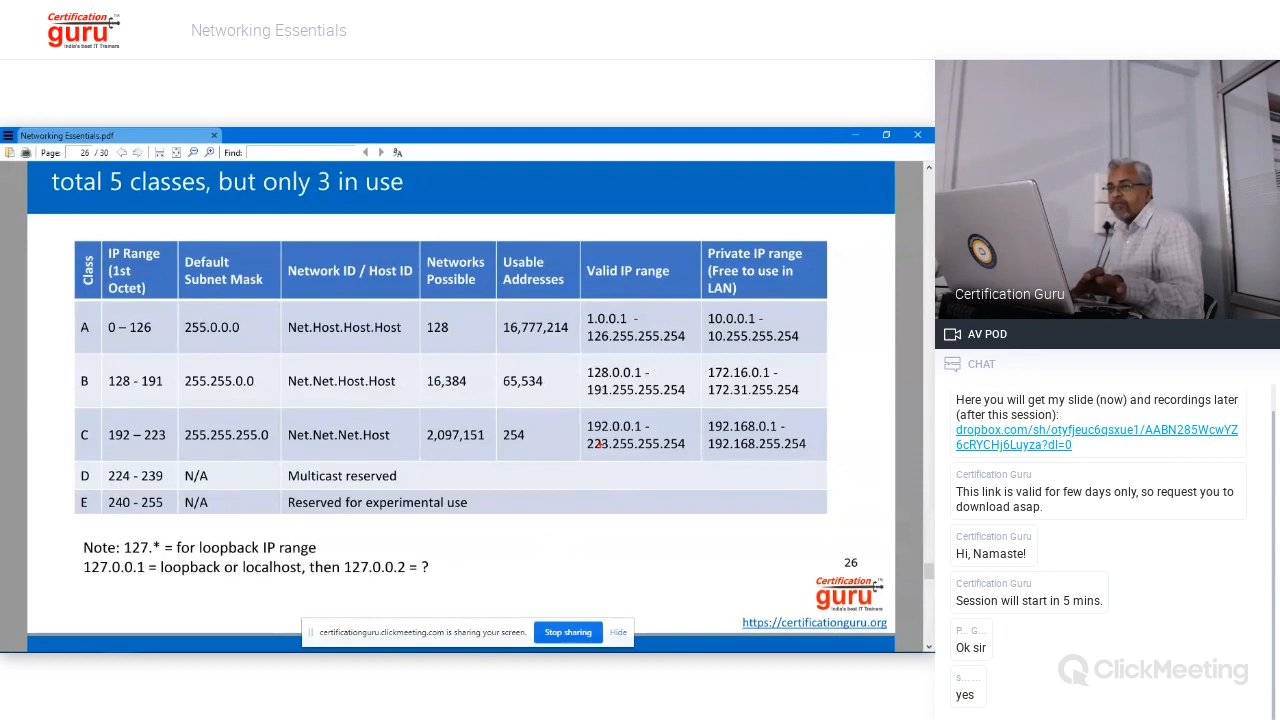 Certification
guru
India's best IT Trainers
Networking Essentials
Networking Essentials.pdf
Page: 26 / 30 Find:
total 5 classes, but only 3 in use
Class IP Range (1st Octet) Default Subnet Mask Network ID / Host ID Networks Possible Usable Addresses Valid IP range Private IP range (Free to use in LAN)
A 0 – 126 255.0.0.0 Net.Host.Host.Host 128 16,777,214 1.0.0.1 - 126.255.255.254 10.0.0.1 - 10.255.255.254
B 128 - 191 255.255.0.0 Net.Net.Host.Host 16,384 65,534 128.0.0.1 - 191.255.255.254 172.16.0.1 - 172.31.255.254
C 192 – 223 255.255.255.0 Net.Net.Net.Host 2,097,151 254 192.0.0.1 - 223.255.255.254 192.168.0.1 - 192.168.255.254
D 224 - 239 N/A Multicast reserved
E 240 - 255 N/A Reserved for experimental use
Note: 127.* = for loopback IP range
127.0.0.1 = loopback or localhost, then 127.0.0.2 = ?
26
Certification
guru
India's best IT Trainers
https://certificationguru.org
certificationguru.clickmeeting.com is sharing your screen. Stop sharing Hide
Certification Guru
AV POD
CHAT
Here you will get my slide (now) and recordings later
(after this session):
dropbox.com/sh/otyfjeuc6qsxue1/AABN285WcwYZ
6cRYCHj6Luyza?dl=0
Certification Guru
This link is valid for few days only, so request you to
download asap.
Certification Guru
Hi, Namaste!
Certification Guru
Session will start in 5 mins.
P... G...
Ok sir
s... ...
yes
ClickMeeting